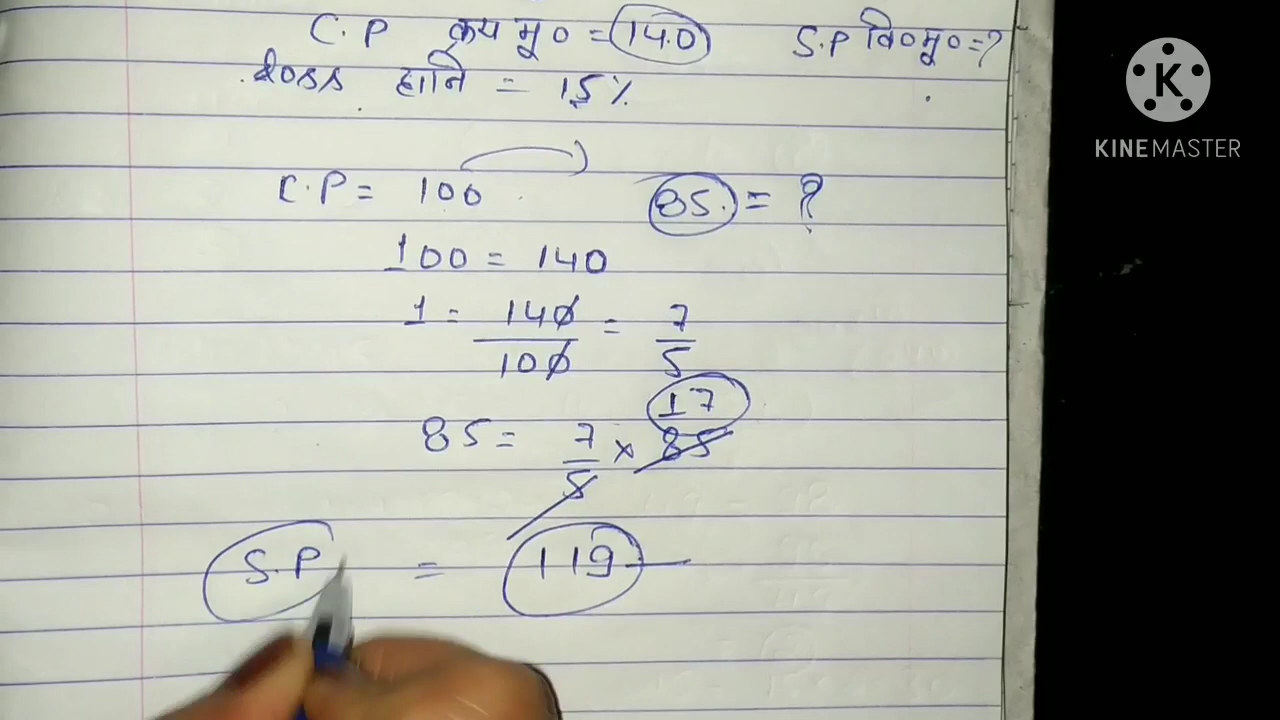 C.P क्रय मू० = 140 S.P वि०मू० = ?
Loss हानि = 15%
C.P = 100 85. = ?
100 = 140
1 = 140/100 = 7/5
17
85 = 7/5 × 85
S.P = 119
K
KINEMASTER